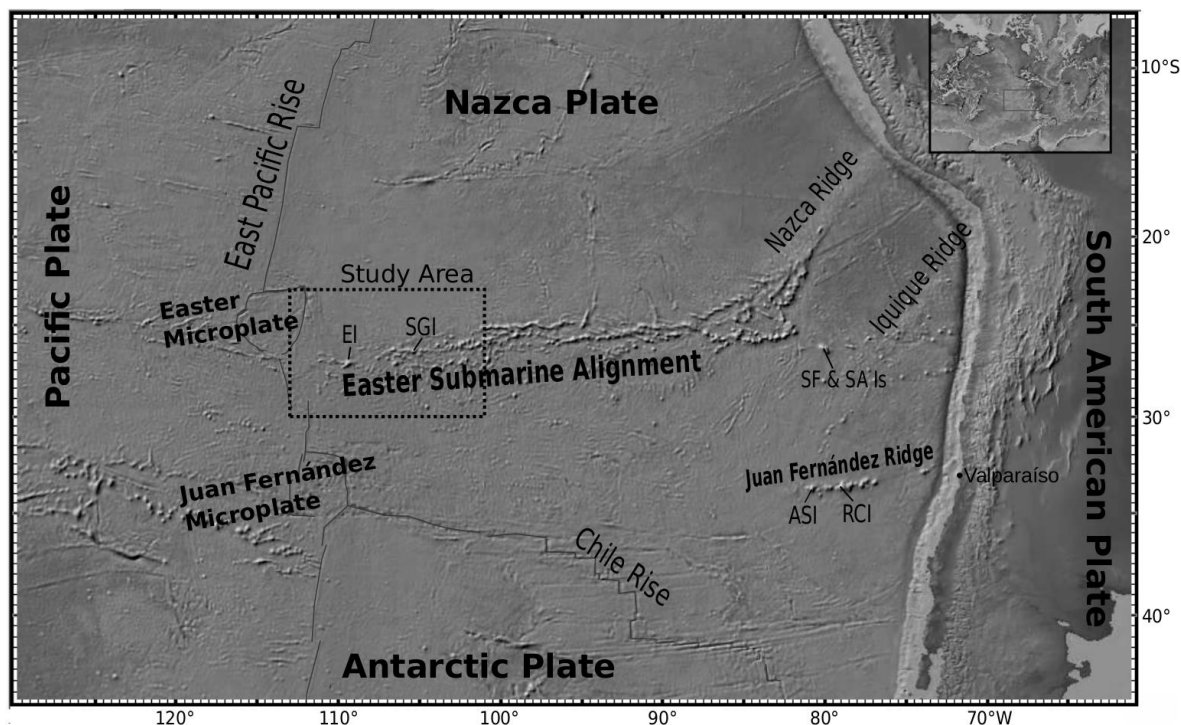 10°S
Nazca Plate
East Pacific Rise
Pacific Plate
Nazca Ridge
20°
Iquique Ridge
South American Plate
Study Area
Easter
Microplate
EI
SGI
Easter Submarine Alignment
SF & SA Is
30°
Juan Fernández
Microplate
Juan Fernández Ridge
Valparaíso
ASI
RCI
Chile Rise
40°
Antarctic Plate
120°
110°
100°
90°
80°
70°W